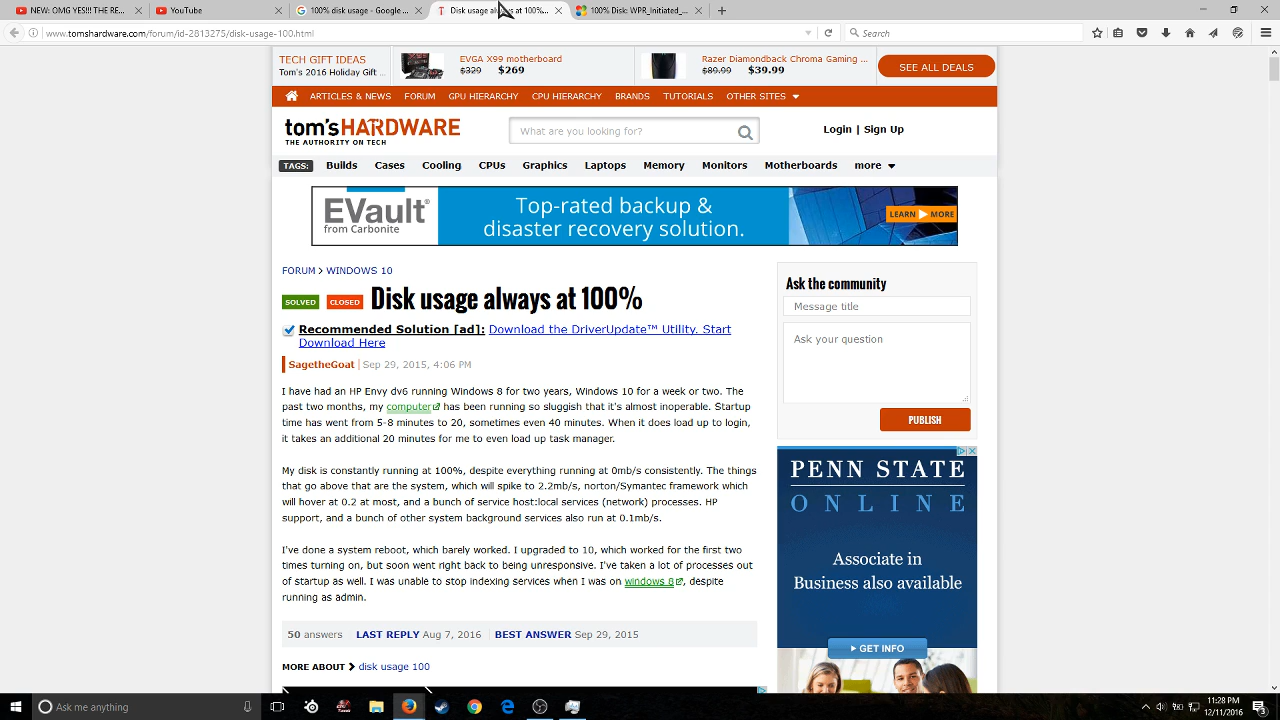 NEW: OMG YES!!! THE RE...
YouTube
100% disk usage - Google ...
Disk usage always at 100%...
100% Disk WPR_Initiated_...
www.tomshardware.com/forum/id-2813275/disk-usage-100.html
Search
TECH GIFT IDEAS
Tom's 2016 Holiday Gift ...
EVGA X99 motherboard
$329 $269
Razer Diamondback Chroma Gaming ...
$89.99 $39.99
SEE ALL DEALS
ARTICLES & NEWS FORUM GPU HIERARCHY CPU HIERARCHY BRANDS TUTORIALS OTHER SITES
tom's HARDWARE
THE AUTHORITY ON TECH
What are you looking for?
Login | Sign Up
TAGS: Builds Cases Cooling CPUs Graphics Laptops Memory Monitors Motherboards more
EVault®
from Carbonite
Top-rated backup &
disaster recovery solution.
LEARN MORE
FORUM > WINDOWS 10
SOLVED CLOSED Disk usage always at 100%
Recommended Solution [ad]: Download the DriverUpdate™ Utility. Start
Download Here
SagetheGoat | Sep 29, 2015, 4:06 PM
I have had an HP Envy dv6 running Windows 8 for two years, Windows 10 for a week or two. The
past two months, my computer has been running so sluggish that it's almost inoperable. Startup
time has went from 5-8 minutes to 20, sometimes even 40 minutes. When it does load up to login,
it takes an additional 20 minutes for me to even load up task manager.
My disk is constantly running at 100%, despite everything running at 0mb/s consistently. The things
that go above that are the system, which will spike to 2.2mb/s, norton/Symantec framework which
will hover at 0.2 at most, and a bunch of service host:local services (network) processes. HP
support, and a bunch of other system background services also run at 0.1mb/s.
I've done a system reboot, which barely worked. I upgraded to 10, which worked for the first two
times turning on, but soon went right back to being unresponsive. I've taken a lot of processes out
of startup as well. I was unable to stop indexing services when I was on windows 8, despite
running as admin.
50 answers LAST REPLY Aug 7, 2016 BEST ANSWER Sep 29, 2015
MORE ABOUT disk usage 100
Ask the community
Message title
Ask your question
PUBLISH
PENN STATE
ONLINE
Associate in
Business also available
GET INFO
Ask me anything
11:28 PM
12/11/2016